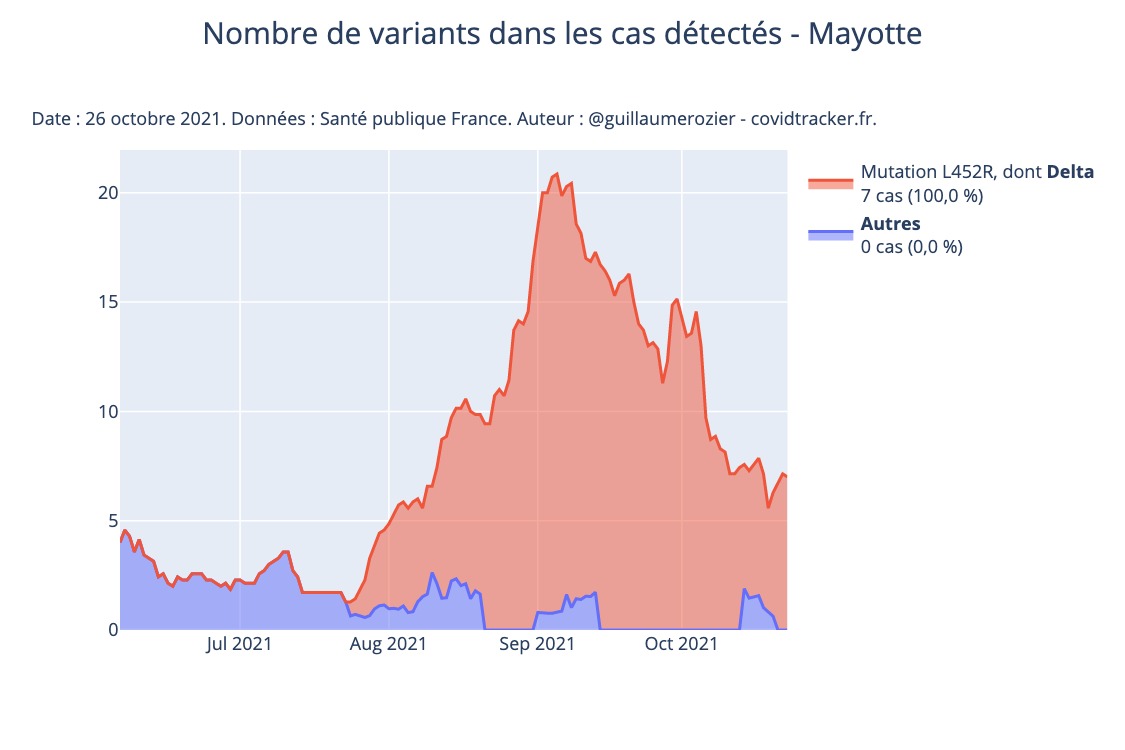 Nombre de variants dans les cas détectés - Mayotte
Date : 26 octobre 2021. Données : Santé publique France. Auteur : @guillaumerozier - covidtracker.fr.
Mutation L452R, dont Delta
7 cas (100,0 %)
Autres
0 cas (0,0 %)
20
15
10
5
0
Jul 2021
Aug 2021
Sep 2021
Oct 2021